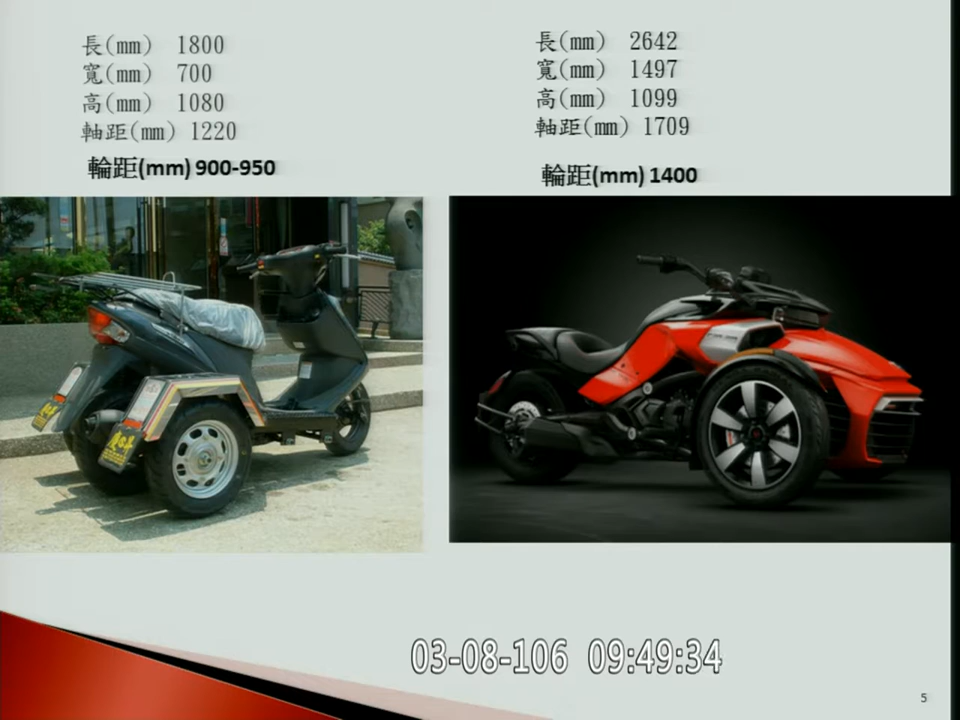 長(mm) 1800
寬(mm) 700
高(mm) 1080
軸距(mm) 1220
輪距(mm) 900-950
長(mm) 2642
寬(mm) 1497
高(mm) 1099
軸距(mm) 1709
輪距(mm) 1400
03-08-106 09:49:34
5